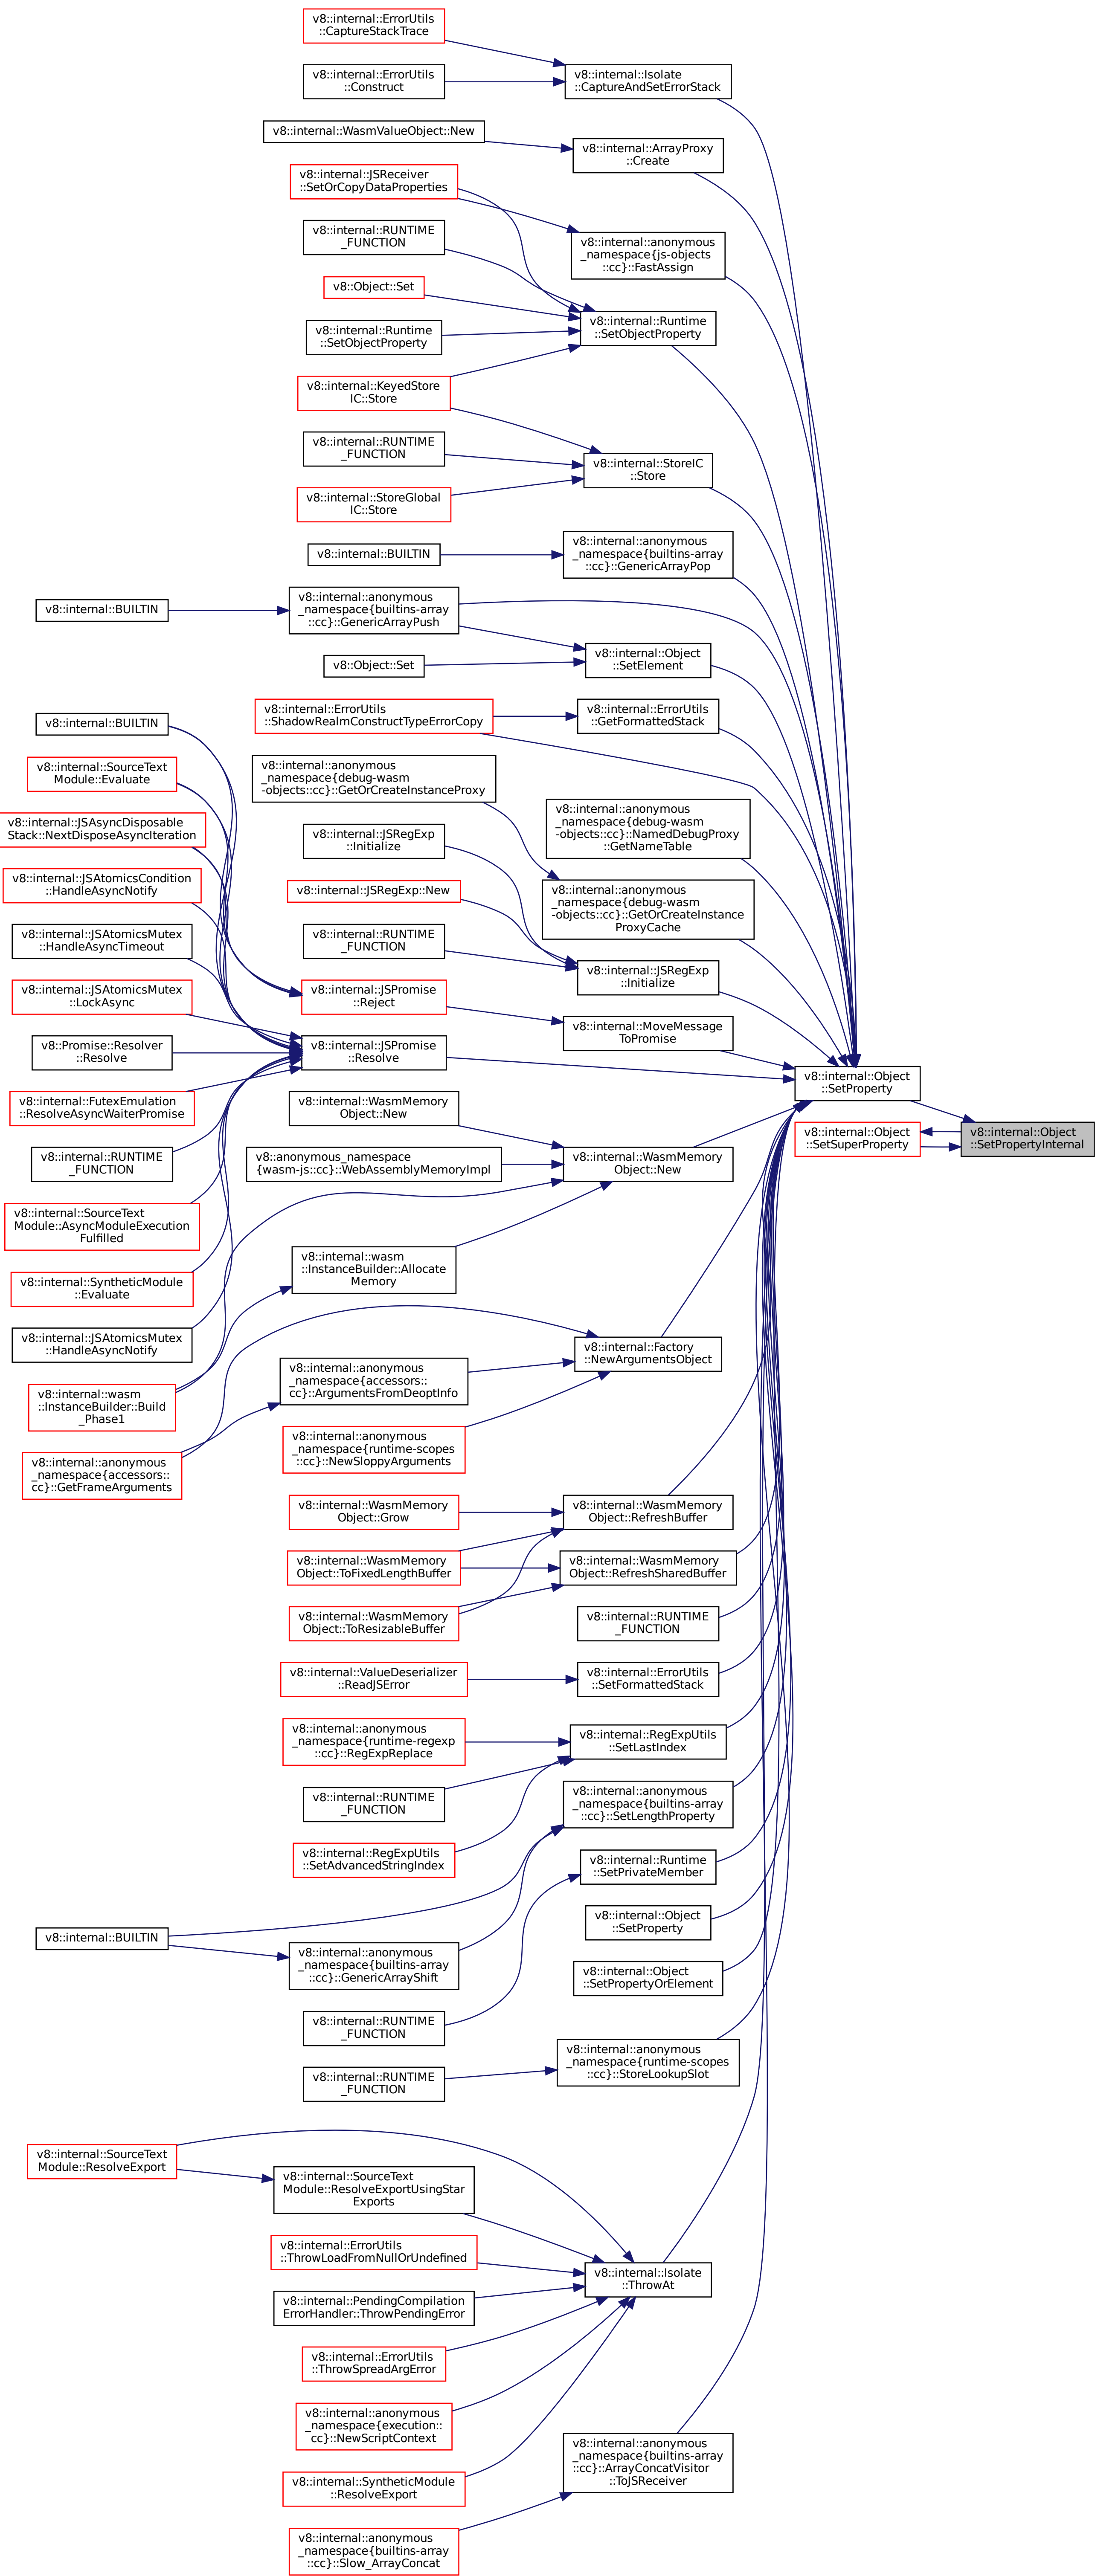 v8::internal::ErrorUtils
::CaptureStackTrace
v8::internal::ErrorUtils
::Construct
v8::internal::Isolate
::CaptureAndSetErrorStack
v8::internal::WasmValueObject::New
v8::internal::ArrayProxy
::Create
v8::internal::JSReceiver
::SetOrCopyDataProperties
v8::internal::RUNTIME
_FUNCTION
v8::internal::anonymous
_namespace{js-objects
::cc}::FastAssign
v8::Object::Set
v8::internal::Runtime
::SetObjectProperty
v8::internal::Runtime
::SetObjectProperty
v8::internal::KeyedStore
IC::Store
v8::internal::RUNTIME
_FUNCTION
v8::internal::StoreIC
::Store
v8::internal::StoreGlobal
IC::Store
v8::internal::BUILTIN
v8::internal::anonymous
_namespace{builtins-array
::cc}::GenericArrayPop
v8::internal::BUILTIN
v8::internal::anonymous
_namespace{builtins-array
::cc}::GenericArrayPush
v8::Object::Set
v8::internal::Object
::SetElement
v8::internal::BUILTIN
v8::internal::ErrorUtils
::ShadowRealmConstructTypeErrorCopy
v8::internal::ErrorUtils
::GetFormattedStack
v8::internal::SourceText
Module::Evaluate
v8::internal::anonymous
_namespace{debug-wasm
-objects::cc}::GetOrCreateInstanceProxy
v8::internal::JSAsyncDisposable
Stack::NextDisposeAsyncIteration
v8::internal::JSRegExp
::Initialize
v8::internal::anonymous
_namespace{debug-wasm
-objects::cc}::NamedDebugProxy
::GetNameTable
v8::internal::JSAtomicsCondition
::HandleAsyncNotify
v8::internal::JSRegExp::New
v8::internal::anonymous
_namespace{debug-wasm
-objects::cc}::GetOrCreateInstance
ProxyCache
v8::internal::JSAtomicsMutex
::HandleAsyncTimeout
v8::internal::RUNTIME
_FUNCTION
v8::internal::JSRegExp
::Initialize
v8::internal::JSAtomicsMutex
::LockAsync
v8::internal::JSPromise
::Reject
v8::internal::MoveMessage
ToPromise
v8::Promise::Resolver
::Resolve
v8::internal::JSPromise
::Resolve
v8::internal::Object
::SetProperty
v8::internal::FutexEmulation
::ResolveAsyncWaiterPromise
v8::internal::WasmMemory
Object::New
v8::internal::Object
::SetSuperProperty
v8::internal::Object
::SetPropertyInternal
v8::internal::RUNTIME
_FUNCTION
v8::anonymous_namespace
{wasm-js::cc}::WebAssemblyMemoryImpl
v8::internal::WasmMemory
Object::New
v8::internal::SourceText
Module::AsyncModuleExecution
Fulfilled
v8::internal::SyntheticModule
::Evaluate
v8::internal::wasm
::InstanceBuilder::Allocate
Memory
v8::internal::JSAtomicsMutex
::HandleAsyncNotify
v8::internal::Factory
::NewArgumentsObject
v8::internal::wasm
::InstanceBuilder::Build
_Phase1
v8::internal::anonymous
_namespace{accessors::
cc}::ArgumentsFromDeoptInfo
v8::internal::anonymous
_namespace{accessors::
cc}::GetFrameArguments
v8::internal::anonymous
_namespace{runtime-scopes
::cc}::NewSloppyArguments
v8::internal::WasmMemory
Object::Grow
v8::internal::WasmMemory
Object::RefreshBuffer
v8::internal::WasmMemory
Object::ToFixedLengthBuffer
v8::internal::WasmMemory
Object::RefreshSharedBuffer
v8::internal::WasmMemory
Object::ToResizableBuffer
v8::internal::RUNTIME
_FUNCTION
v8::internal::ValueDeserializer
::ReadJSError
v8::internal::ErrorUtils
::SetFormattedStack
v8::internal::anonymous
_namespace{runtime-regexp
::cc}::RegExpReplace
v8::internal::RegExpUtils
::SetLastIndex
v8::internal::RUNTIME
_FUNCTION
v8::internal::anonymous
_namespace{builtins-array
::cc}::SetLengthProperty
v8::internal::RegExpUtils
::SetAdvancedStringIndex
v8::internal::Runtime
::SetPrivateMember
v8::internal::BUILTIN
v8::internal::Object
::SetProperty
v8::internal::anonymous
_namespace{builtins-array
::cc}::GenericArrayShift
v8::internal::Object
::SetPropertyOrElement
v8::internal::RUNTIME
_FUNCTION
v8::internal::RUNTIME
_FUNCTION
v8::internal::anonymous
_namespace{runtime-scopes
::cc}::StoreLookupSlot
v8::internal::SourceText
Module::ResolveExport
v8::internal::SourceText
Module::ResolveExportUsingStar
Exports
v8::internal::ErrorUtils
::ThrowLoadFromNullOrUndefined
v8::internal::Isolate
::ThrowAt
v8::internal::PendingCompilation
ErrorHandler::ThrowPendingError
v8::internal::ErrorUtils
::ThrowSpreadArgError
v8::internal::anonymous
_namespace{execution::
cc}::NewScriptContext
v8::internal::SyntheticModule
::ResolveExport
v8::internal::anonymous
_namespace{builtins-array
::cc}::ArrayConcatVisitor
::ToJSReceiver
v8::internal::anonymous
_namespace{builtins-array
::cc}::Slow_ArrayConcat